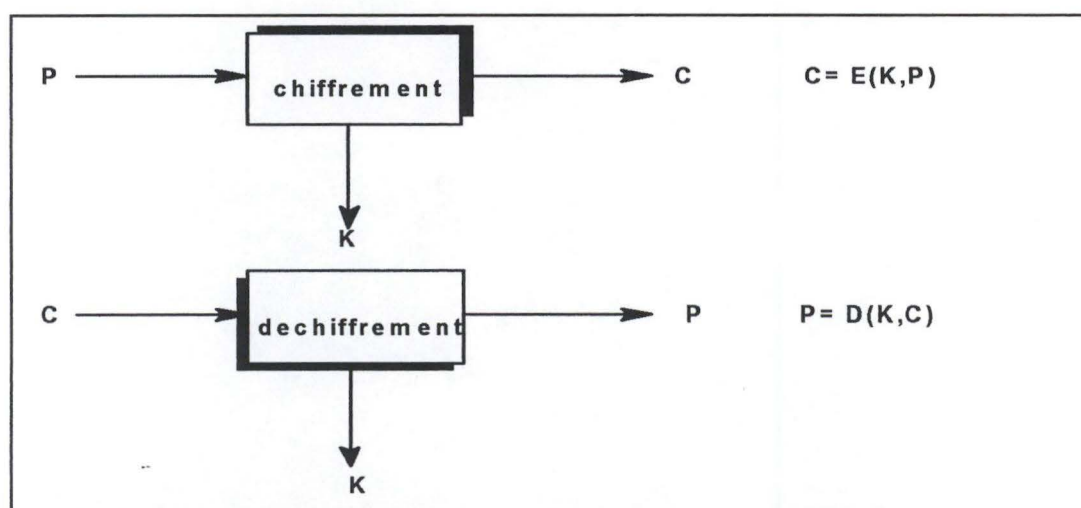 P chiffrement C C= E(K,P)
K
C dechiffrement P P= D(K,C)
K